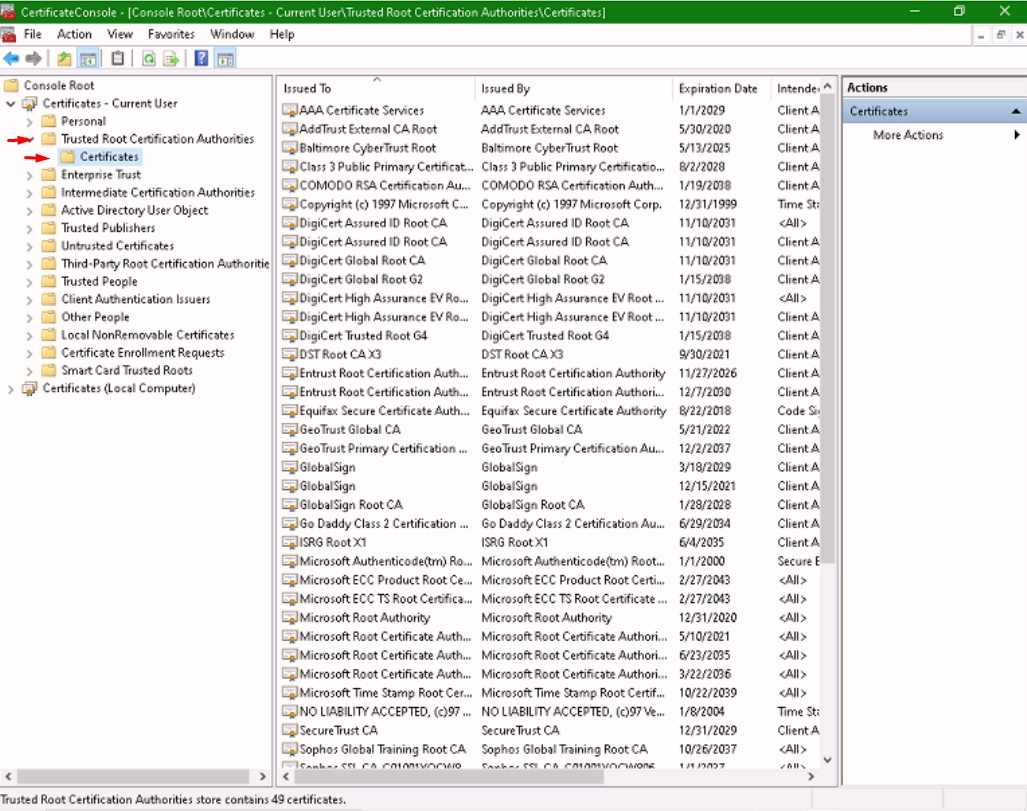 CertificateConsole - [Console Root\Certificates - Current User\Trusted Root Certification Authorities\Certificates]
File Action View Favorites Window Help
Console Root
Certificates - Current User
Personal
Trusted Root Certification Authorities
Certificates
Enterprise Trust
Intermediate Certification Authorities
Active Directory User Object
Trusted Publishers
Untrusted Certificates
Third-Party Root Certification Authoritie
Trusted People
Client Authentication Issuers
Other People
Local NonRemovable Certificates
Certificate Enrollment Requests
Smart Card Trusted Roots
Certificates (Local Computer)
Issued To Issued By Expiration Date Intended
AAA Certificate Services AAA Certificate Services 1/1/2029 Client A
AddTrust External CA Root AddTrust External CA Root 5/30/2020 Client A
Baltimore CyberTrust Root Baltimore CyberTrust Root 5/13/2025 Client A
Class 3 Public Primary Certificat... Class 3 Public Primary Certificatio... 8/2/2028 Client A
COMODO RSA Certification Au... COMODO RSA Certification Auth... 1/19/2038 Client A
Copyright (c) 1997 Microsoft C... Copyright (c) 1997 Microsoft Corp. 12/31/1999 Time Sta
DigiCert Assured ID Root CA DigiCert Assured ID Root CA 11/10/2031 <All>
DigiCert Assured ID Root CA DigiCert Assured ID Root CA 11/10/2031 Client A
DigiCert Global Root CA DigiCert Global Root CA 11/10/2031 Client A
DigiCert Global Root G2 DigiCert Global Root G2 1/15/2038 Client A
DigiCert High Assurance EV Ro... DigiCert High Assurance EV Root ... 11/10/2031 <All>
DigiCert High Assurance EV Ro... DigiCert High Assurance EV Root ... 11/10/2031 Client A
DigiCert Trusted Root G4 DigiCert Trusted Root G4 1/15/2038 Client A
DST Root CA X3 DST Root CA X3 9/30/2021 Client A
Entrust Root Certification Auth... Entrust Root Certification Authority 11/27/2026 Client A
Entrust Root Certification Auth... Entrust Root Certification Authori... 12/7/2030 Client A
Equifax Secure Certificate Auth... Equifax Secure Certificate Authority 8/22/2018 Code Si
GeoTrust Global CA GeoTrust Global CA 5/21/2022 Client A
GeoTrust Primary Certification ... GeoTrust Primary Certification Au... 12/2/2037 Client A
GlobalSign GlobalSign 3/18/2029 Client A
GlobalSign GlobalSign 12/15/2021 Client A
GlobalSign Root CA GlobalSign Root CA 1/28/2028 Client A
Go Daddy Class 2 Certification ... Go Daddy Class 2 Certification Au... 6/29/2034 Client A
ISRG Root X1 ISRG Root X1 6/4/2035 Client A
Microsoft Authenticode(tm) Ro... Microsoft Authenticode(tm) Root... 1/1/2000 Secure E
Microsoft ECC Product Root Ce... Microsoft ECC Product Root Certi... 2/27/2043 <All>
Microsoft ECC TS Root Certifica... Microsoft ECC TS Root Certificate ... 2/27/2043 <All>
Microsoft Root Authority Microsoft Root Authority 12/31/2020 <All>
Microsoft Root Certificate Auth... Microsoft Root Certificate Authori... 5/10/2021 <All>
Microsoft Root Certificate Auth... Microsoft Root Certificate Authori... 6/23/2035 <All>
Microsoft Root Certificate Auth... Microsoft Root Certificate Authori... 3/22/2036 <All>
Microsoft Time Stamp Root Cer... Microsoft Time Stamp Root Certif... 10/22/2039 <All>
NO LIABILITY ACCEPTED, (c)97 ... NO LIABILITY ACCEPTED, (c)97 Ve... 1/8/2004 Time Sta
SecureTrust CA SecureTrust CA 12/31/2029 Client A
Sophos Global Training Root CA Sophos Global Training Root CA 10/26/2037 <All>
Actions
Certificates
More Actions
Trusted Root Certification Authorities store contains 49 certificates.